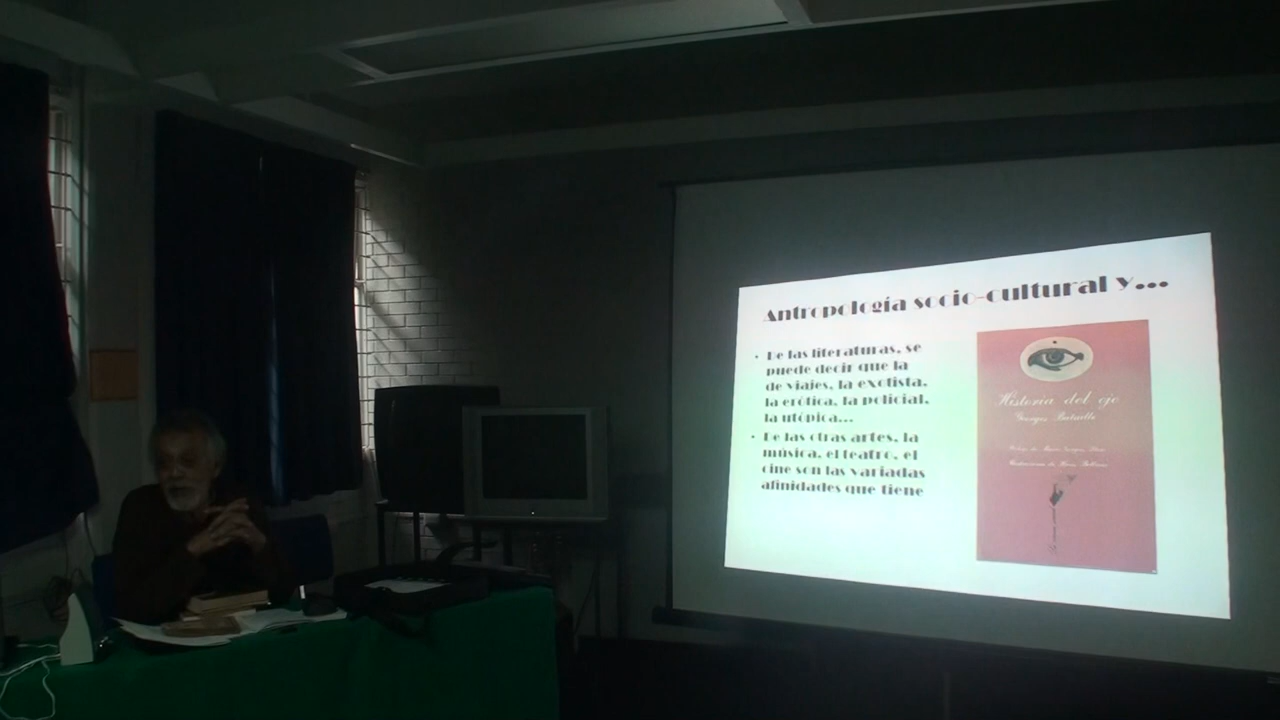 Antropología socio-cultural y...
• De las literaturas, se
puede decir que la
de viajes, la exotista,
la erótica, la policial,
la utópica...
• De las otras artes, la
música, el teatro, el
cine son las variadas
afinidades que tiene
Historia del ojo
Georges Bataille